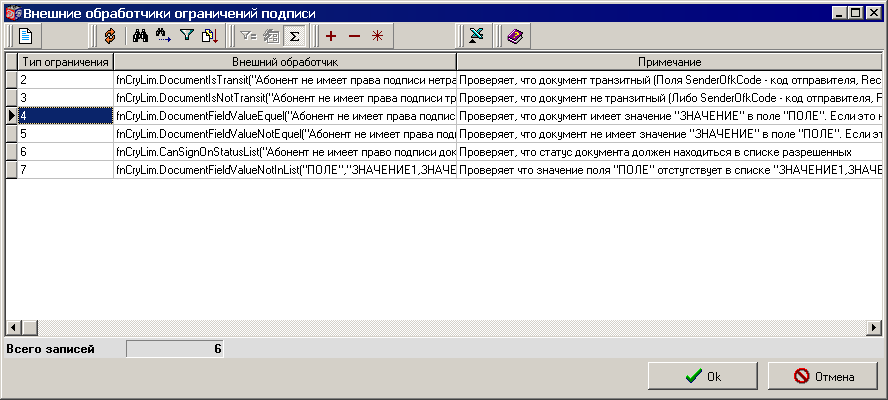 Внешние обработчики ограничений подписи
Тип ограничения Внешний обработчик Примечание
2 fnCryLim.DocumentIsTransit("Абонент не имеет права подписи нетра Проверяет, что документ транзитный (Поля SenderOfkCode - код отправителя, Rec
3 fnCryLim.DocumentIsNotTransit("Абонент не имеет права подписи тр Проверяет, что документ не транзитный (Либо SenderOfkCode - код отправителя, F
4 fnCryLim.DocumentFieldValueEquel("Абонент не имеет права подпис Проверяет, что документ имеет значение "ЗНАЧЕНИЕ" в поле "ПОЛЕ". Если это н
5 fnCryLim.DocumentFieldValueNotEquel("Абонент не имеет права под Проверяет, что документ не имеет значение "ЗНАЧЕНИЕ" в поле "ПОЛЕ". Если эт
6 fnCryLim.CanSignOnStatusList("Абонент не имеет право подписи док Проверяет, что статус документа должен находиться в списке разрешенных
7 fnCryLim.DocumentFieldValueNotInList("ПОЛЕ","ЗНАЧЕНИЕ1,ЗНАЧЕ Проверяет что значение поля "ПОЛЕ" отстутствует в списке "ЗНАЧЕНИЕ1,ЗНАЧЕ
Всего записей 6
Ok Отмена